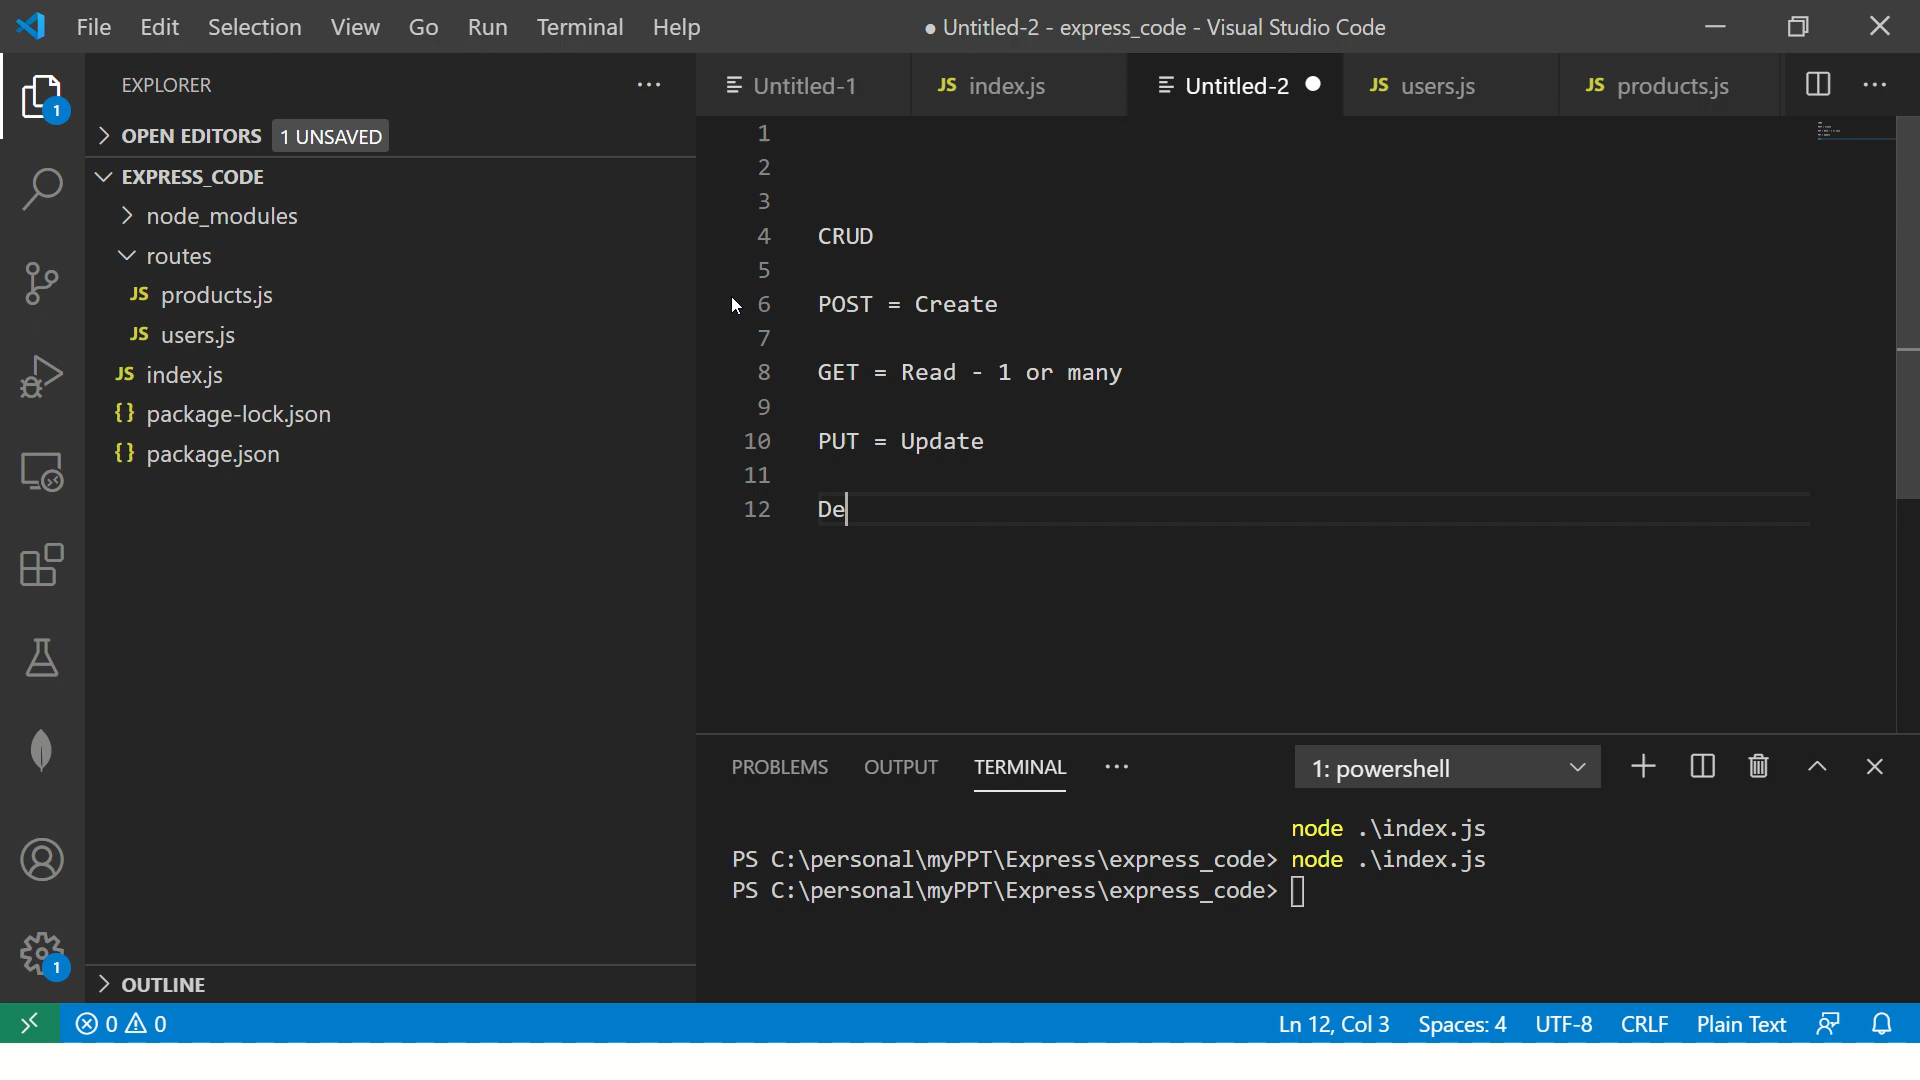 File Edit Selection View Go Run Terminal Help
● Untitled-2 - express_code - Visual Studio Code
EXPLORER
OPEN EDITORS 1 UNSAVED
EXPRESS_CODE
node_modules
routes
JS products.js
JS users.js
JS index.js
{} package-lock.json
{} package.json
OUTLINE
1
1
Untitled-1 JS index.js Untitled-2 JS users.js JS products.js
1
2
3
4 CRUD
5
6 POST = Create
7
8 GET = Read - 1 or many
9
10 PUT = Update
11
12 De
PROBLEMS OUTPUT TERMINAL 1: powershell
node .\index.js
PS C:\personal\myPPT\Express\express_code> node .\index.js
PS C:\personal\myPPT\Express\express_code>
0 0 Ln 12, Col 3 Spaces: 4 UTF-8 CRLF Plain Text